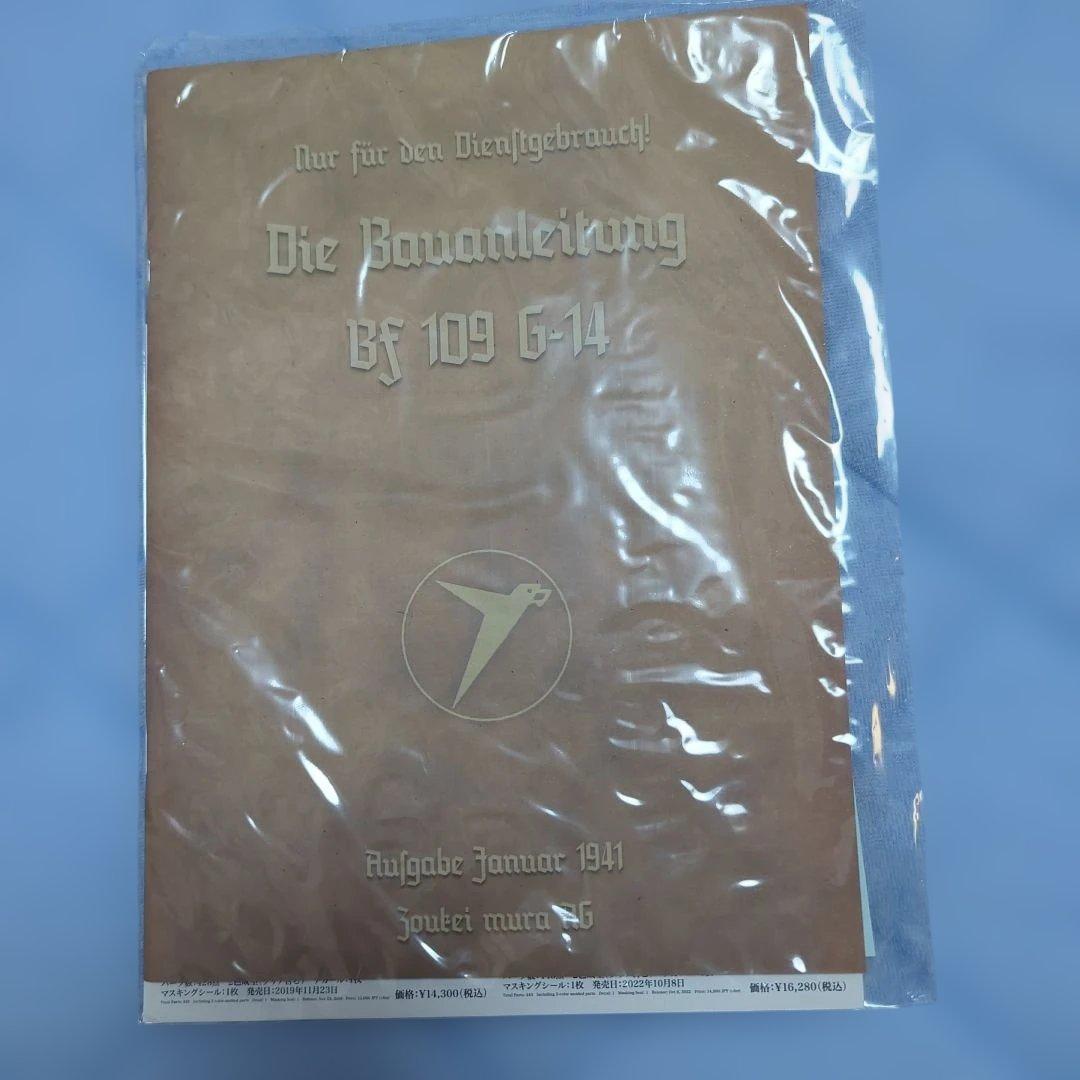 Nur für den Dienstgebrauch!
Die Bauanleitung
Bf 109 G-14
Ausgabe Januar 1941
Zoukei mura AG
マスキングシール:1枚 発売日:2019年11月23日
価格:¥14,300(税込)
マスキングシール:1枚 発売日:2022年10月8日
価格:¥16,280(税込)